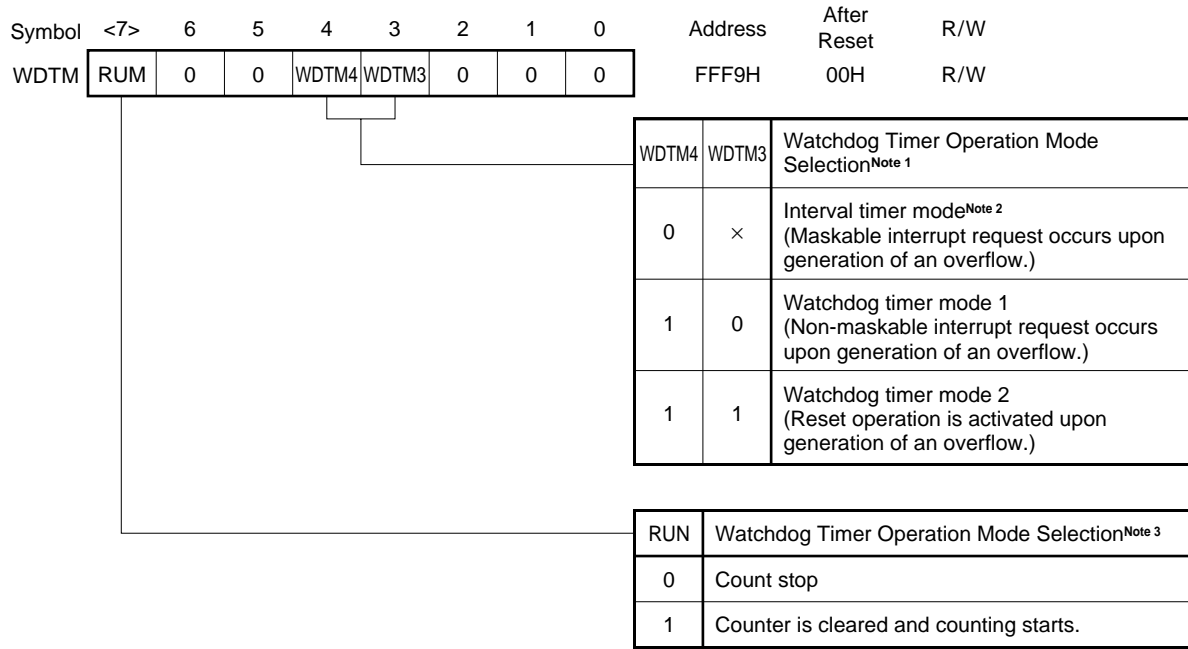 Symbol <7> 6 5 4 3 2 1 0 Address After Reset R/W
WDTM RUM 0 0 WDTM4 WDTM3 0 0 0 FFF9H 00H R/W
WDTM4 WDTM3 Watchdog Timer Operation Mode
Selection Note 1
0 × Interval timer mode Note 2
(Maskable interrupt request occurs upon
generation of an overflow.)
1 0 Watchdog timer mode 1
(Non-maskable interrupt request occurs
upon generation of an overflow.)
1 1 Watchdog timer mode 2
(Reset operation is activated upon
generation of an overflow.)
RUN Watchdog Timer Operation Mode Selection Note 3
0 Count stop
1 Counter is cleared and counting starts.